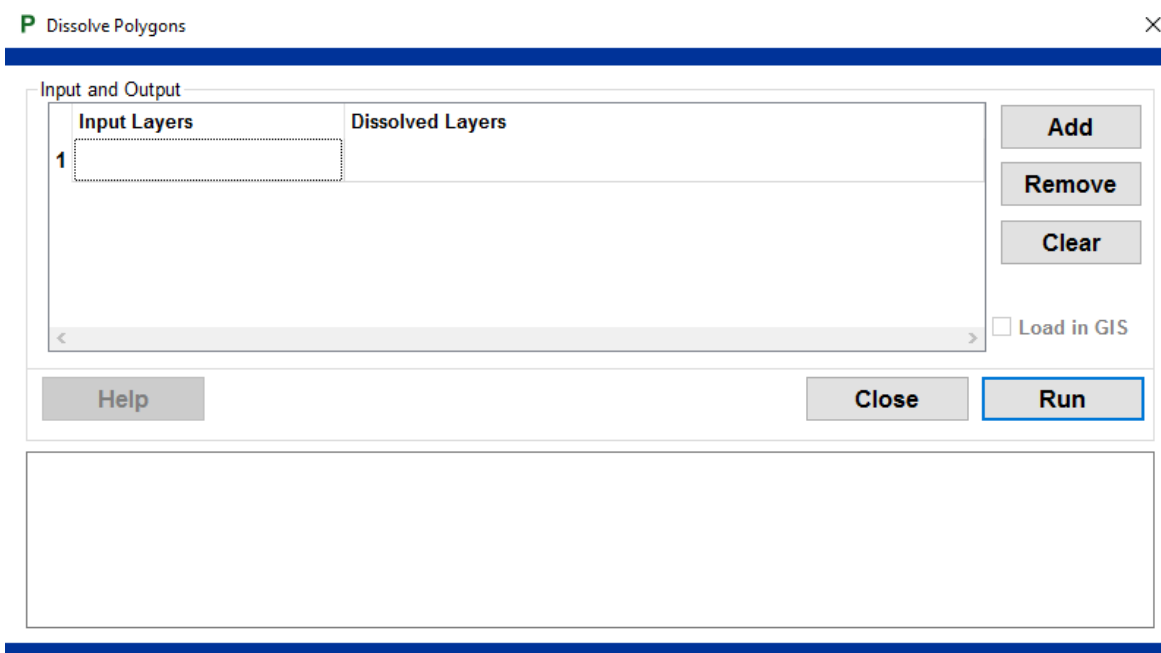 P Dissolve Polygons
Input and Output
Input Layers Dissolved Layers
1
Add
Remove
Clear
Load in GIS
Help Close Run